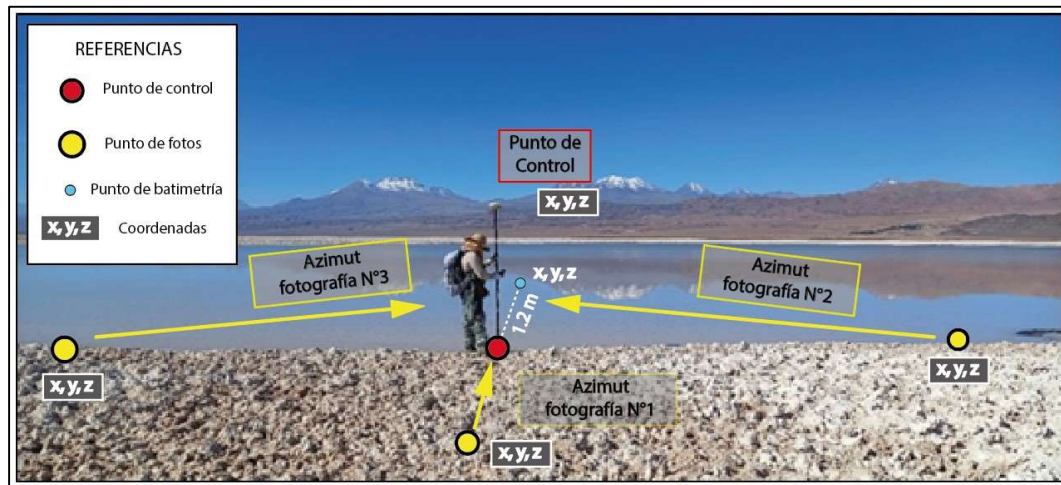 REFERENCIAS
Punto de control
Punto de fotos
Punto de batimetría
x,y,z Coordenadas
Punto de
Control
x,y,z
Azimut
fotografía N°3
x,y,z
1.2 m
Azimut
fotografía N°2
x,y,z
x,y,z
Azimut
fotografía N°1
x,y,z